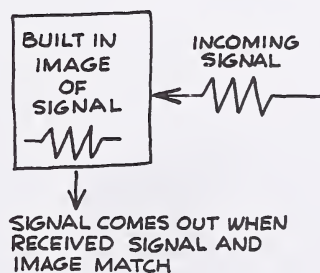 BUILT IN
IMAGE
OF
SIGNAL
INCOMING
SIGNAL
SIGNAL COMES OUT WHEN
RECEIVED SIGNAL AND
IMAGE MATCH